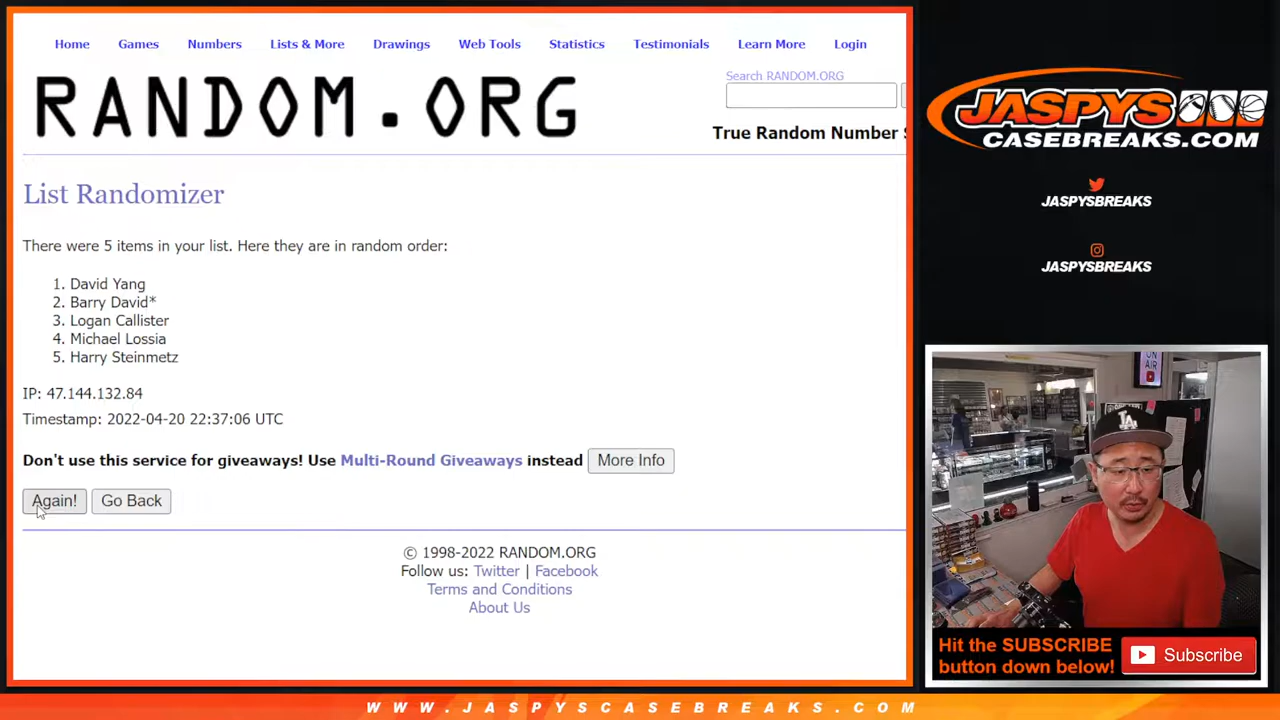 Home Games Numbers Lists & More Drawings Web Tools Statistics Testimonials Learn More Login
RANDOM.ORG
Search RANDOM.ORG
True Random Number
List Randomizer
There were 5 items in your list. Here they are in random order:
1. David Yang
2. Barry David*
3. Logan Callister
4. Michael Lossia
5. Harry Steinmetz
IP: 47.144.132.84
Timestamp: 2022-04-20 22:37:06 UTC
Don't use this service for giveaways! Use Multi-Round Giveaways instead More Info
Again! Go Back
© 1998-2022 RANDOM.ORG
Follow us: Twitter | Facebook
Terms and Conditions
About Us
JASPYS
CASEBREAKS.COM
JASPYSBREAKS
JASPYSBREAKS
ON
AIR
LA
Hit the SUBSCRIBE
button down below!
Subscribe
WWW.JASPYSCASEBREAKS.COM